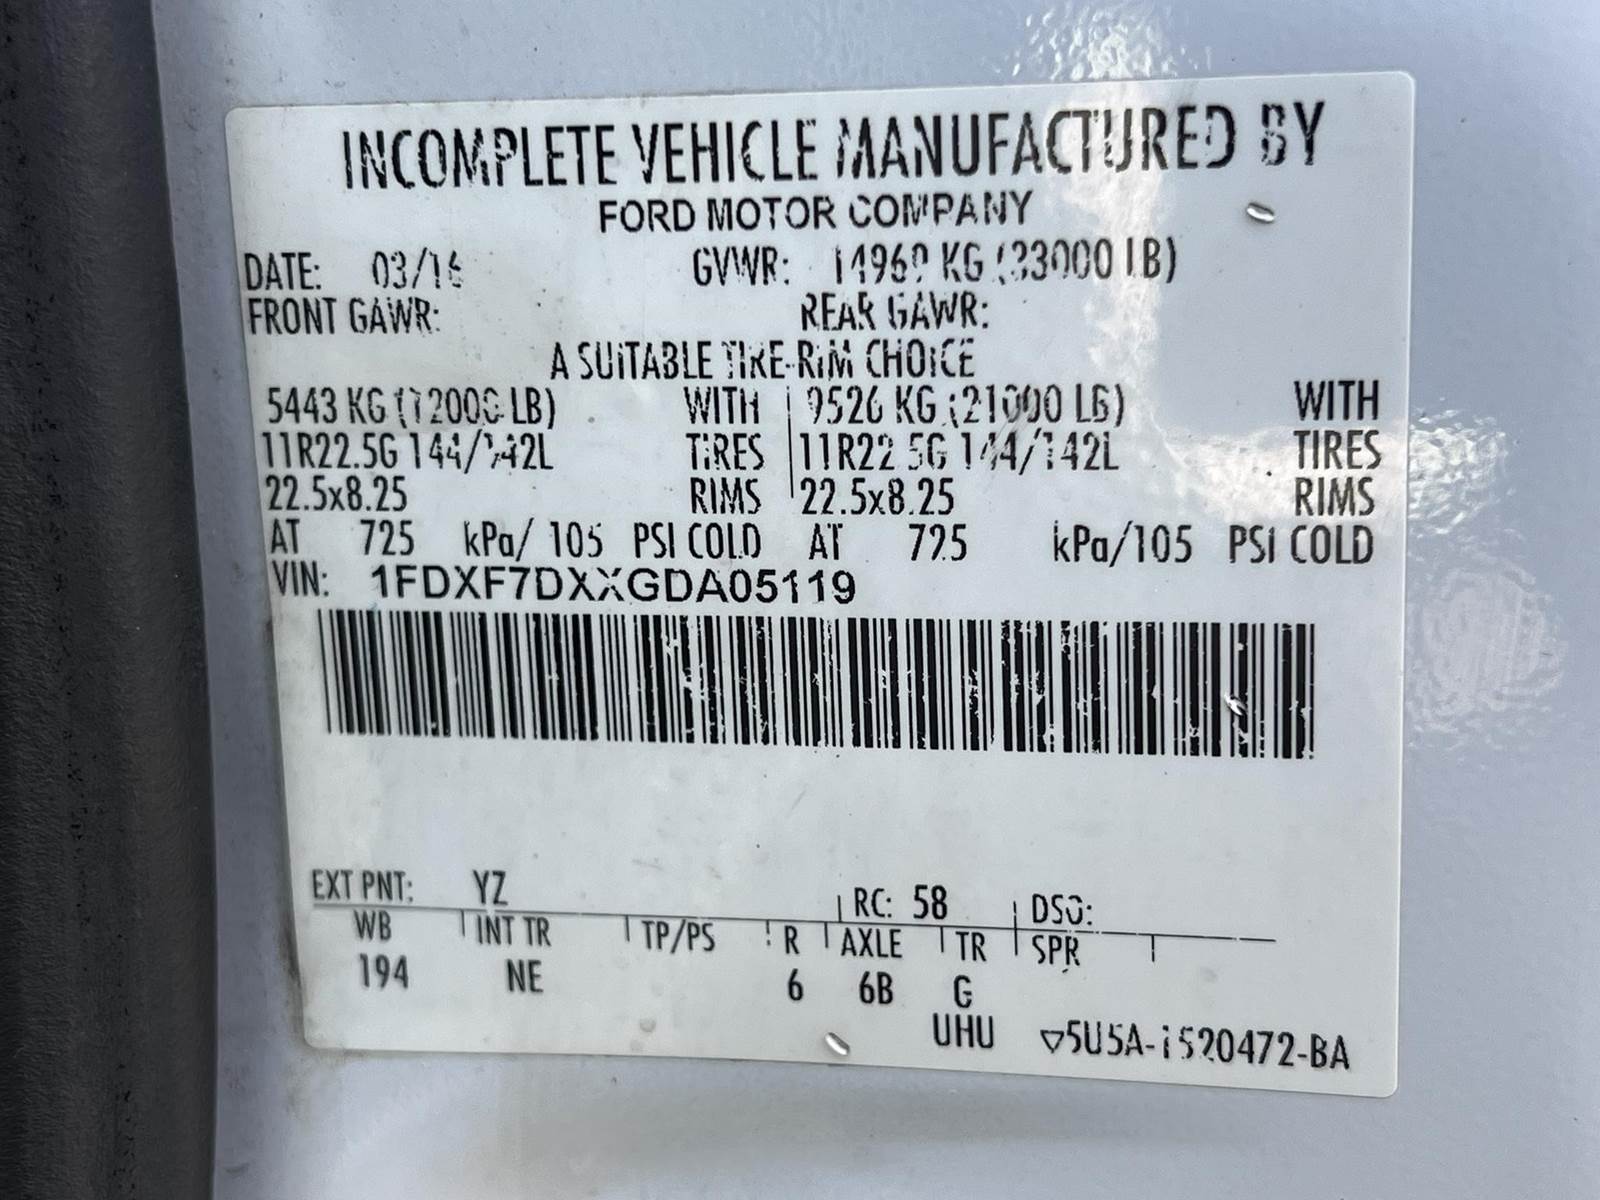 INCOMPLETE VEHICLE MANUFACTURED BY
FORD MOTOR COMPANY
DATE: 03/16 GVWR: 14969 KG (33000 LB)
FRONT GAWR: REAR GAWR:
A SUITABLE TIRE-RIM CHOICE
5443 KG (12000 LB) WITH 9526 KG (21000 LB) WITH
11R22.5G 144/142L TIRES 11R22.5G 144/142L TIRES
22.5x8.25 RIMS 22.5x8.25 RIMS
AT 725 kPa/ 105 PSI COLD AT 725 kPa/105 PSI COLD
VIN: 1FDXF7DXXGDA05119
EXT PNT: YZ RC: 58 DSO:
WB INT TR TP/PS R AXLE TR SPR
194 NE 6 6B G
UHU ▽5U5A-1520472-BA